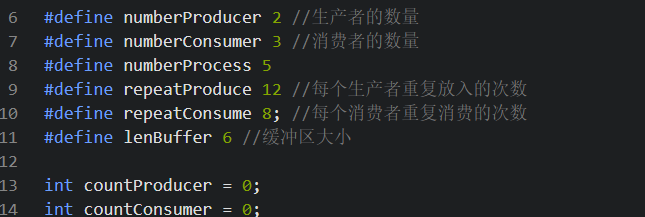 6 #define numberProducer 2 //生产者的数量
7 #define numberConsumer 3 //消费者的数量
8 #define numberProcess 5
9 #define repeatProduce 12 //每个生产者重复放入的次数
10 #define repeatConsume 8; //每个消费者重复消费的次数
11 #define lenBuffer 6 //缓冲区大小
12
13 int countProducer = 0;
14 int countConsumer = 0;